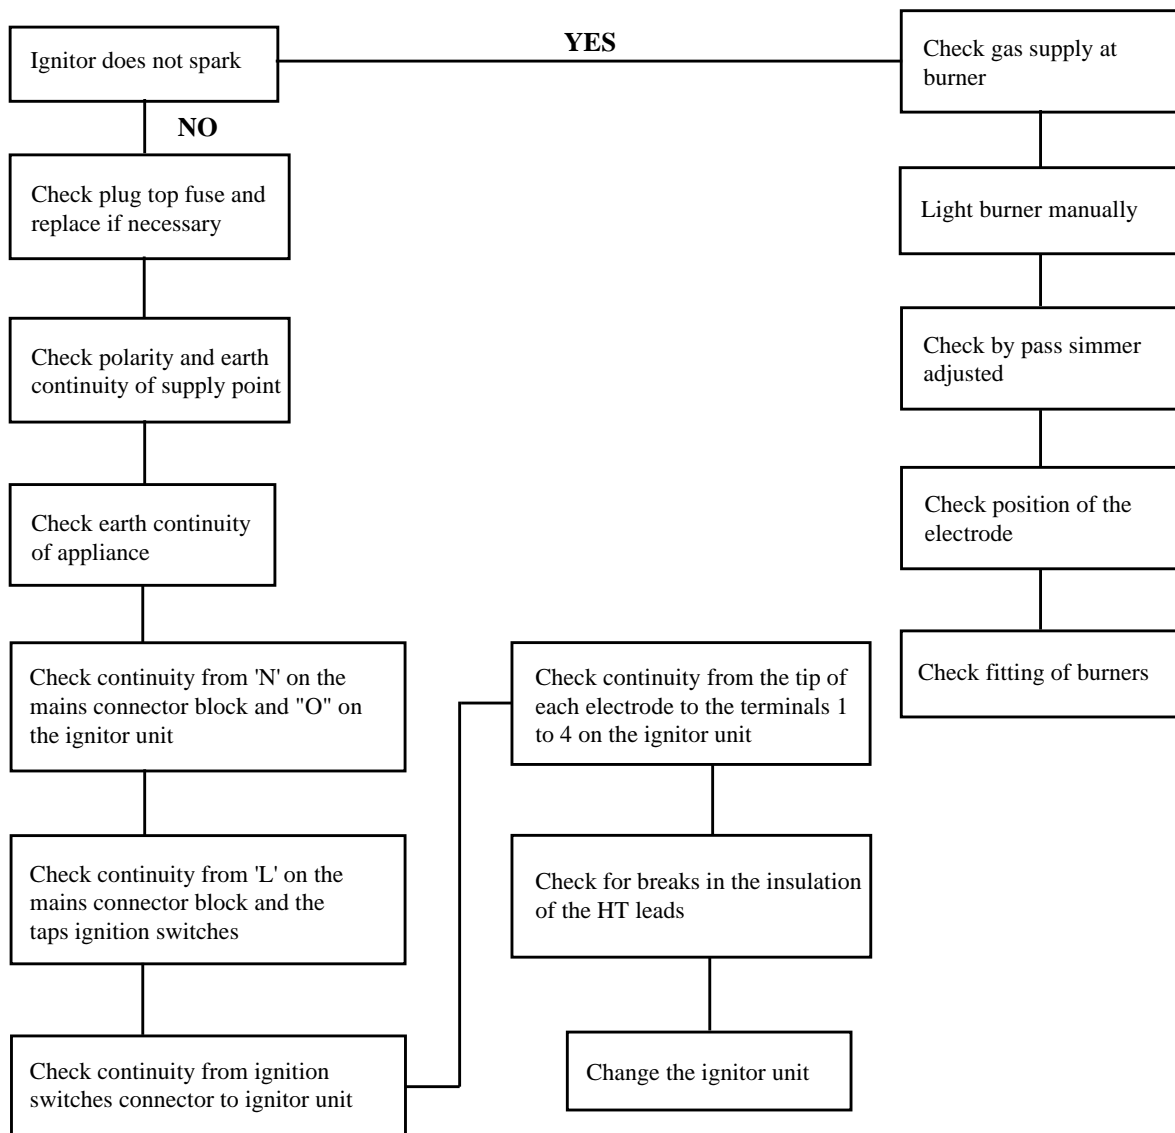 Ignitor does not spark
YES
NO
Check plug top fuse and
replace if necessary
Check polarity and earth
continuity of supply point
Check earth continuity
of appliance
Check continuity from 'N' on the
mains connector block and "O" on
the ignitor unit
Check continuity from 'L' on the
mains connector block and the
taps ignition switches
Check continuity from ignition
switches connector to ignitor unit
Check continuity from the tip of
each electrode to the terminals 1
to 4 on the ignitor unit
Check for breaks in the insulation
of the HT leads
Change the ignitor unit
Check gas supply at
burner
Light burner manually
Check by pass simmer
adjusted
Check position of the
electrode
Check fitting of burners